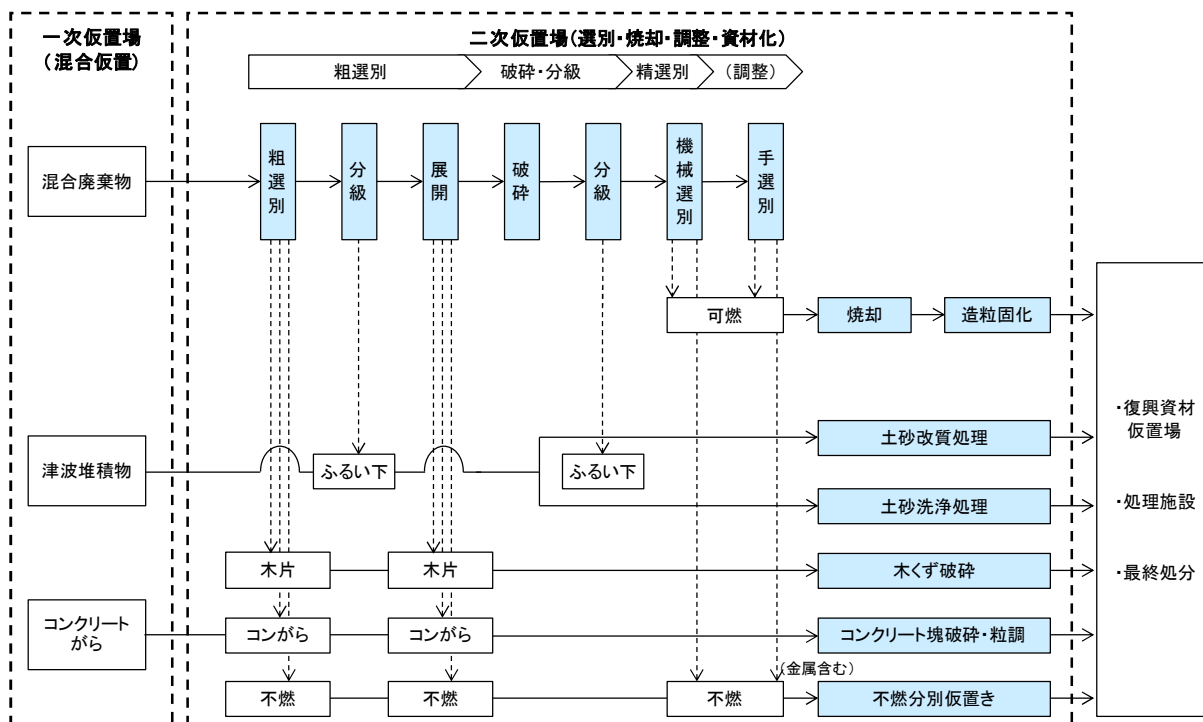 一次仮置場
（混合仮置）
二次仮置場（選別・焼却・調整・資材化）
粗選別
破砕・分級
精選別
（調整）
混合廃棄物
粗選別
分級
展開
破砕
分級
機械選別
手選別
可燃
焼却
造粒固化
津波堆積物
ふるい下
ふるい下
土砂改質処理
土砂洗浄処理
木片
木片
木くず破砕
コンクリート
がら
コンがら
コンがら
コンクリート塊破砕・粒調
（金属含む）
不燃
不燃
不燃
不燃分別仮置き
・復興資材
仮置場
・処理施設
・最終処分